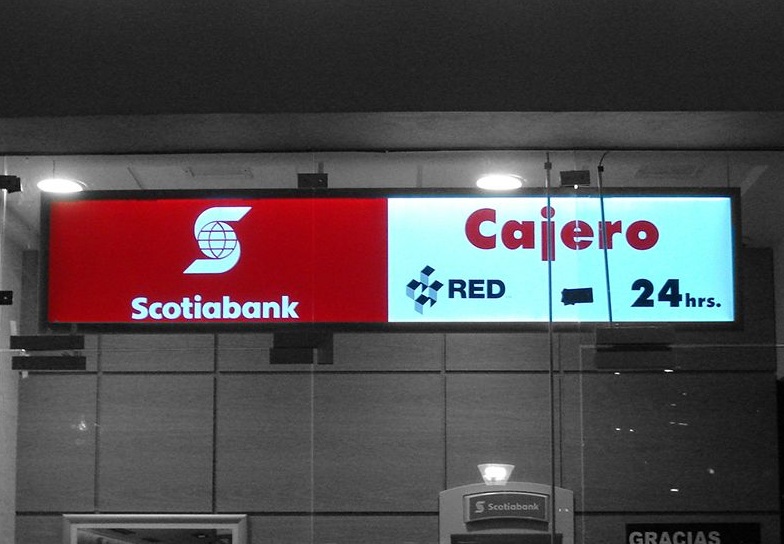 Scotiabank
Cajero
RED
24hrs.
Scotiabank
GRACIAS